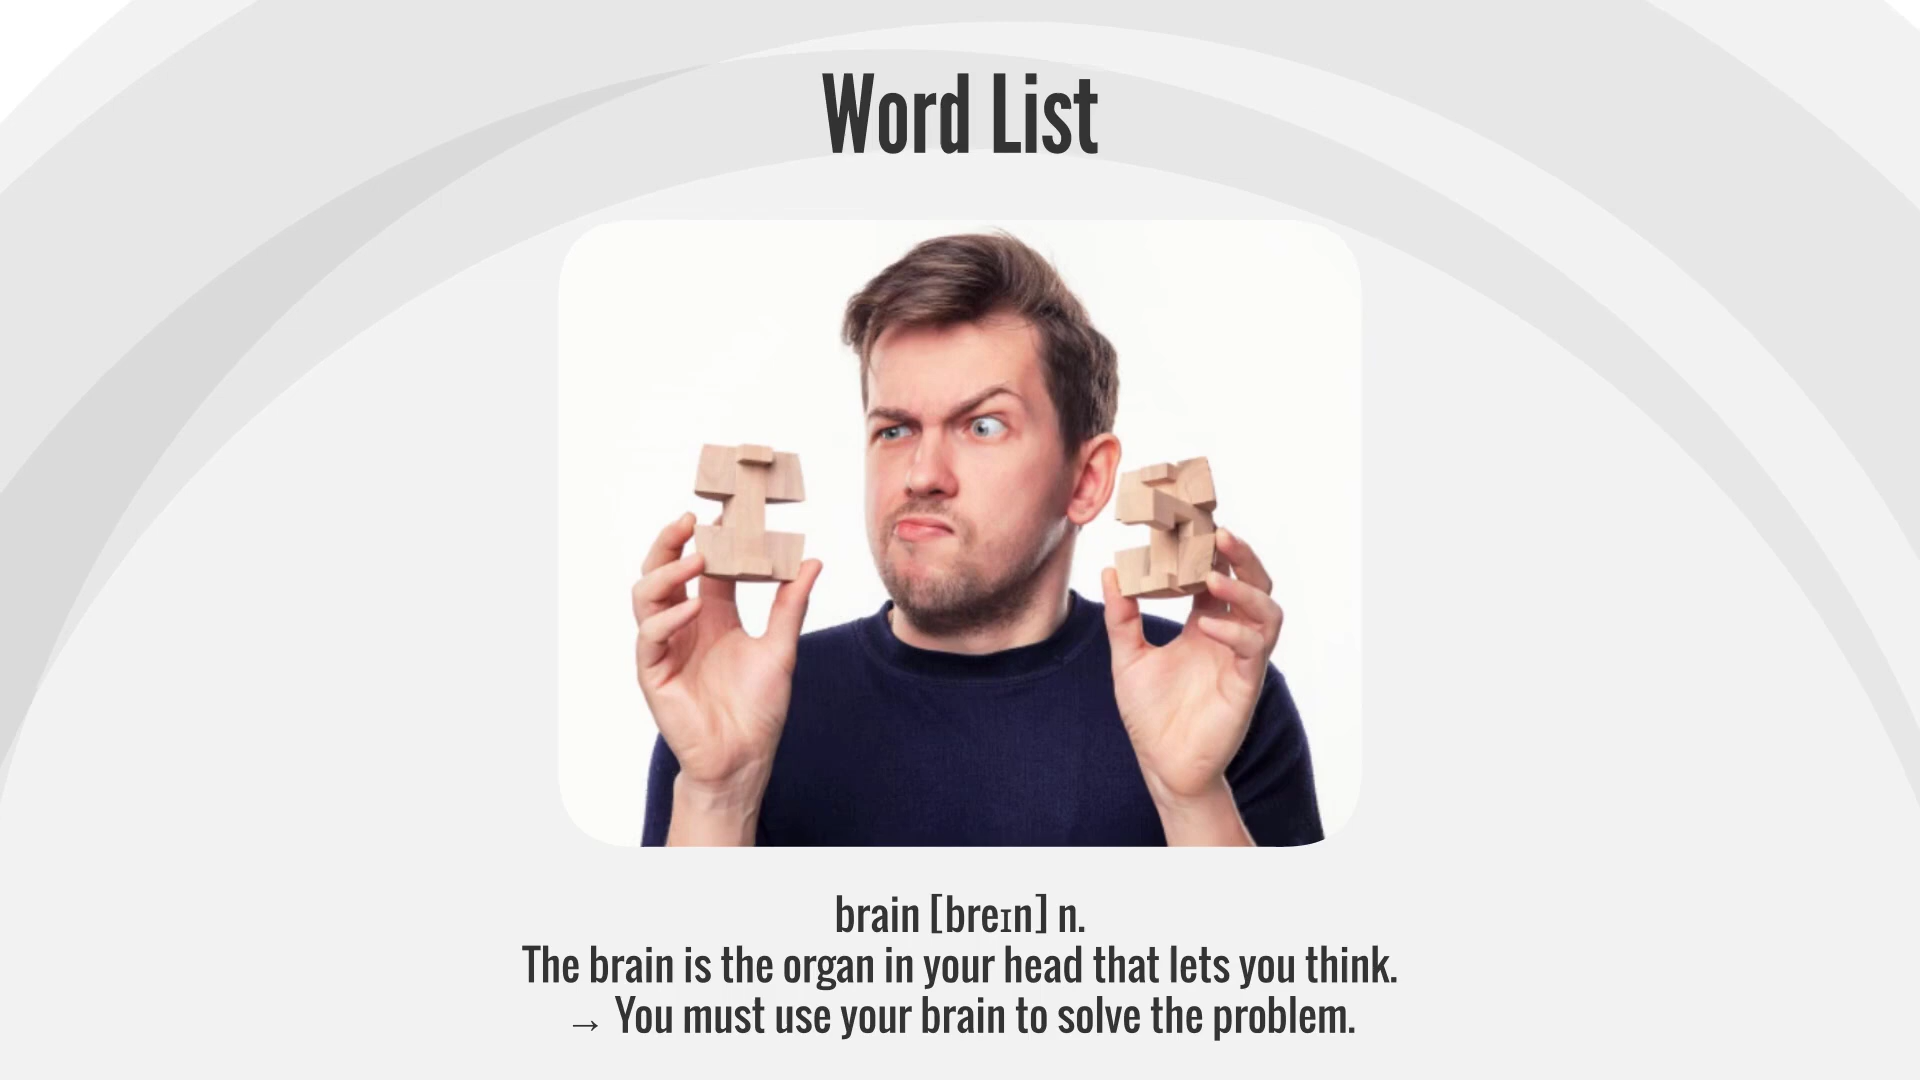 Word List
brain [breɪn] n.
The brain is the organ in your head that lets you think.
→ You must use your brain to solve the problem.